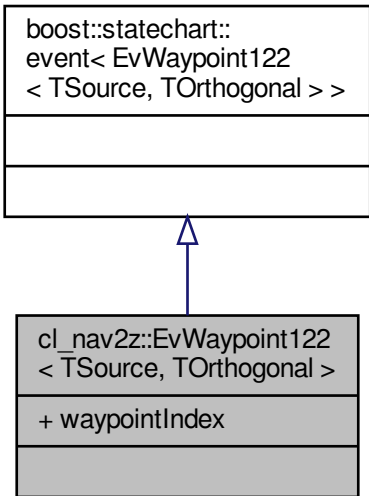 boost::statechart::
event< EvWaypoint122
< TSource, TOrthogonal > >
cl_nav2z::EvWaypoint122
< TSource, TOrthogonal >
+ waypointIndex